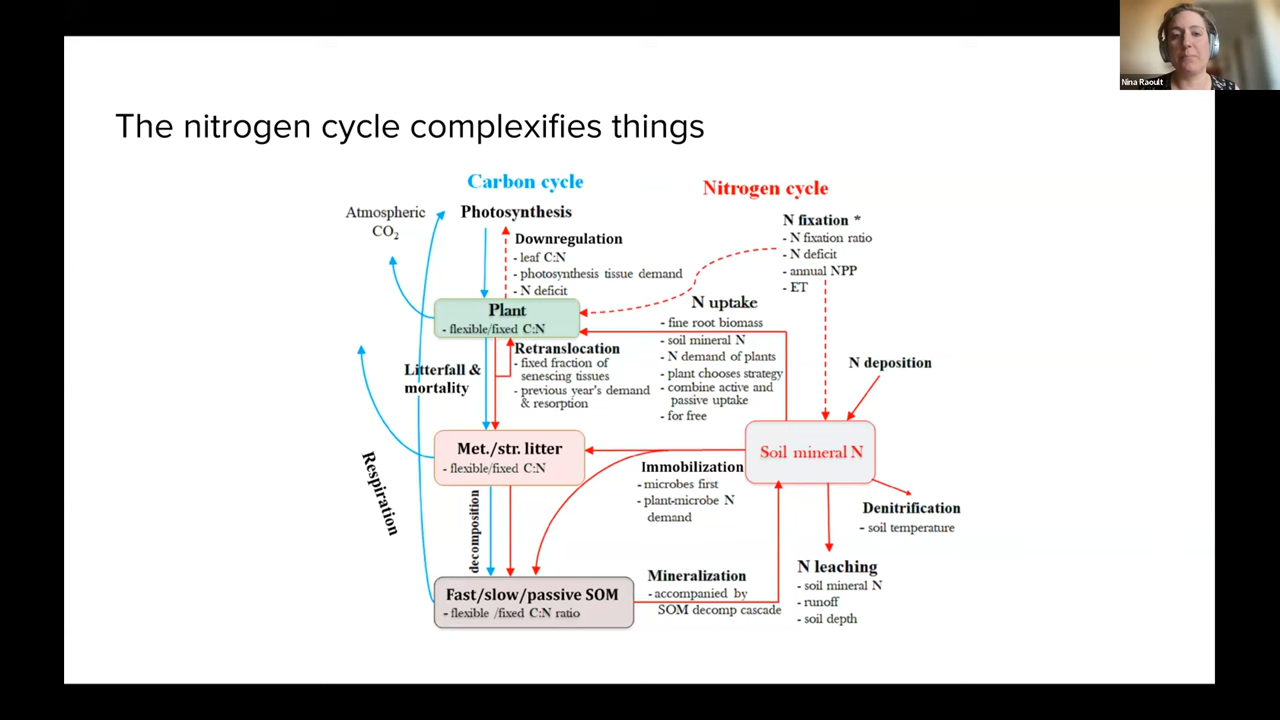 Nina Raoult
The nitrogen cycle complexifies things
Carbon cycle
Nitrogen cycle
Atmospheric
CO2
Photosynthesis
Downregulation
- leaf C:N
- photosynthesis tissue demand
- N deficit
N fixation *
- N fixation ratio
- N deficit
- annual NPP
- ET
Plant
- flexible/fixed C:N
N uptake
- fine root biomass
- soil mineral N
- N demand of plants
- plant chooses strategy
- combine active and
passive uptake
- for free
Retranslocation
- fixed fraction of
senescing tissues
- previous year's demand
& resorption
Litterfall &
mortality
N deposition
Met./str. litter
- flexible/fixed C:N
Soil mineral N
Immobilization
- microbes first
- plant-microbe N
demand
Respiration
decomposition
Denitrification
- soil temperature
Fast/slow/passive SOM
- flexible /fixed C:N ratio
Mineralization
- accompanied by
SOM decomp cascade
N leaching
- soil mineral N
- runoff
- soil depth